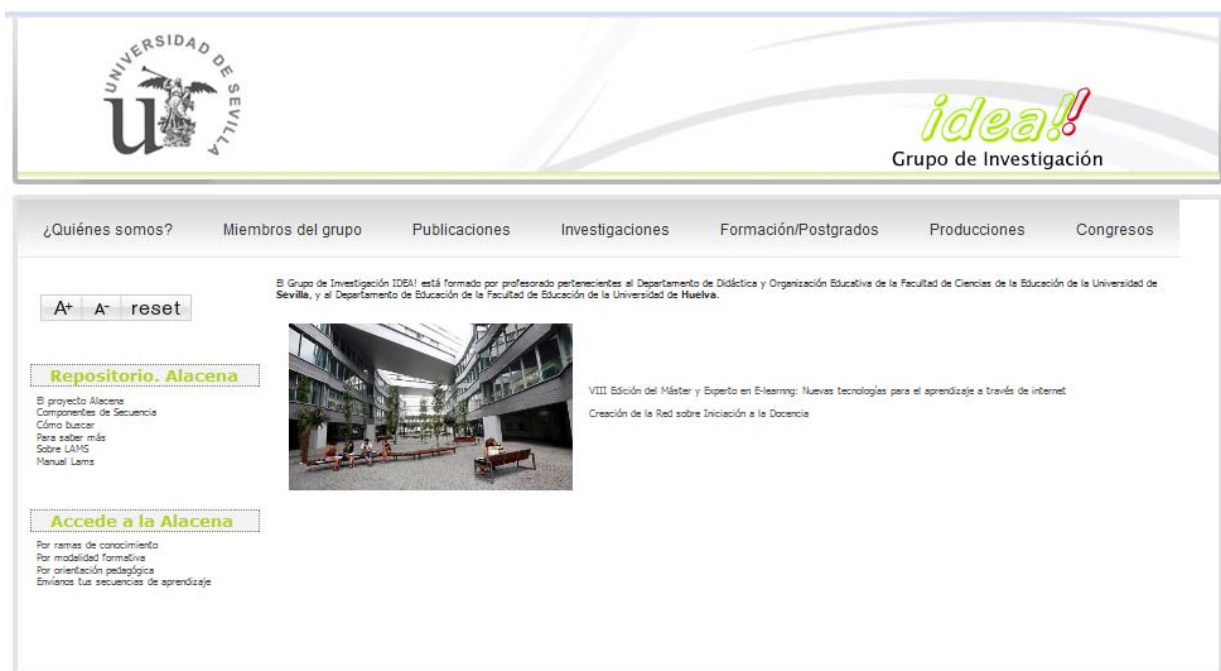 UNIVERSIDAD DE SEVILLA
idea!!
Grupo de Investigación
¿Quiénes somos? Miembros del grupo Publicaciones Investigaciones Formación/Postgrados Producciones Congresos
A+ A- reset
El Grupo de Investigación IDEA! está formado por profesorado pertenecientes al Departamento de Didáctica y Organización Educativa de la Facultad de Ciencias de la Educación de la Universidad de
Sevilla, y al Departamento de Educación de la Facultad de Educación de la Universidad de Huelva.
Repositorio. Alacena
El proyecto Alacena
Componentes de Secuencia
Cómo buscar
Para saber más
Sobre LAMS
Manual Lams
VIII Edición del Máster y Experto en E-learnng: Nuevas tecnologías para el aprendizaje a través de internet
Creación de la Red sobre Iniciación a la Docencia
Accede a la Alacena
Por ramas de conocimiento
Por modalidad formativa
Por orientación pedagógica
Envíanos tus secuencias de aprendizaje